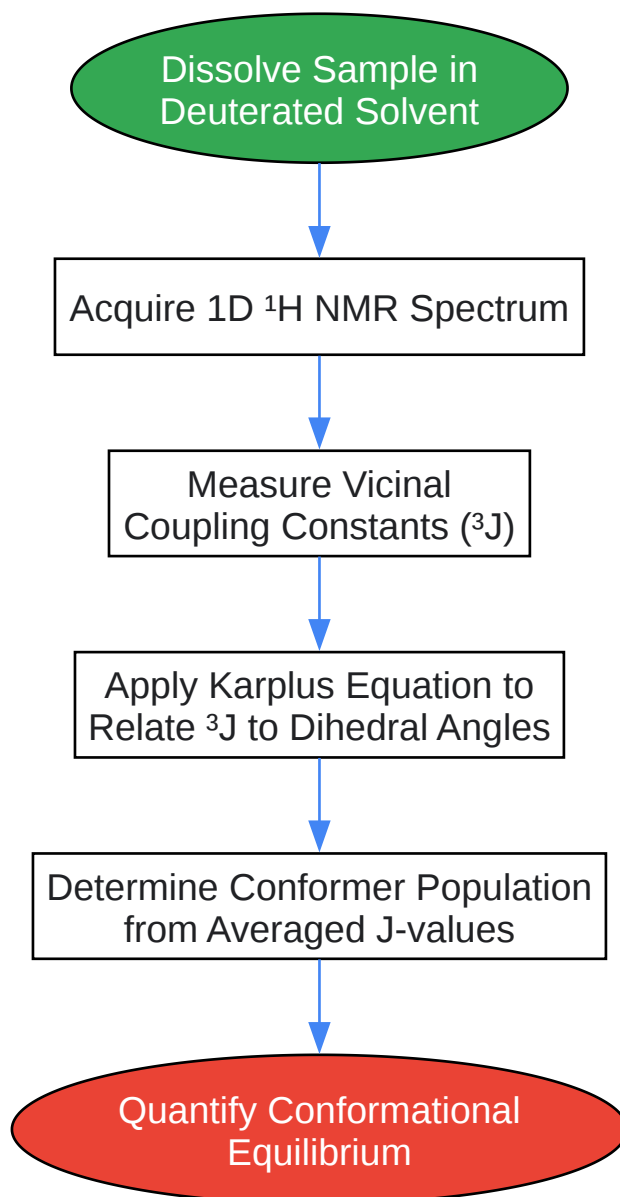 Dissolve Sample in
Deuterated Solvent
Acquire 1D ¹H NMR Spectrum
Measure Vicinal
Coupling Constants (³J)
Apply Karplus Equation to
Relate ³J to Dihedral Angles
Determine Conformer Population
from Averaged J-values
Quantify Conformational
Equilibrium